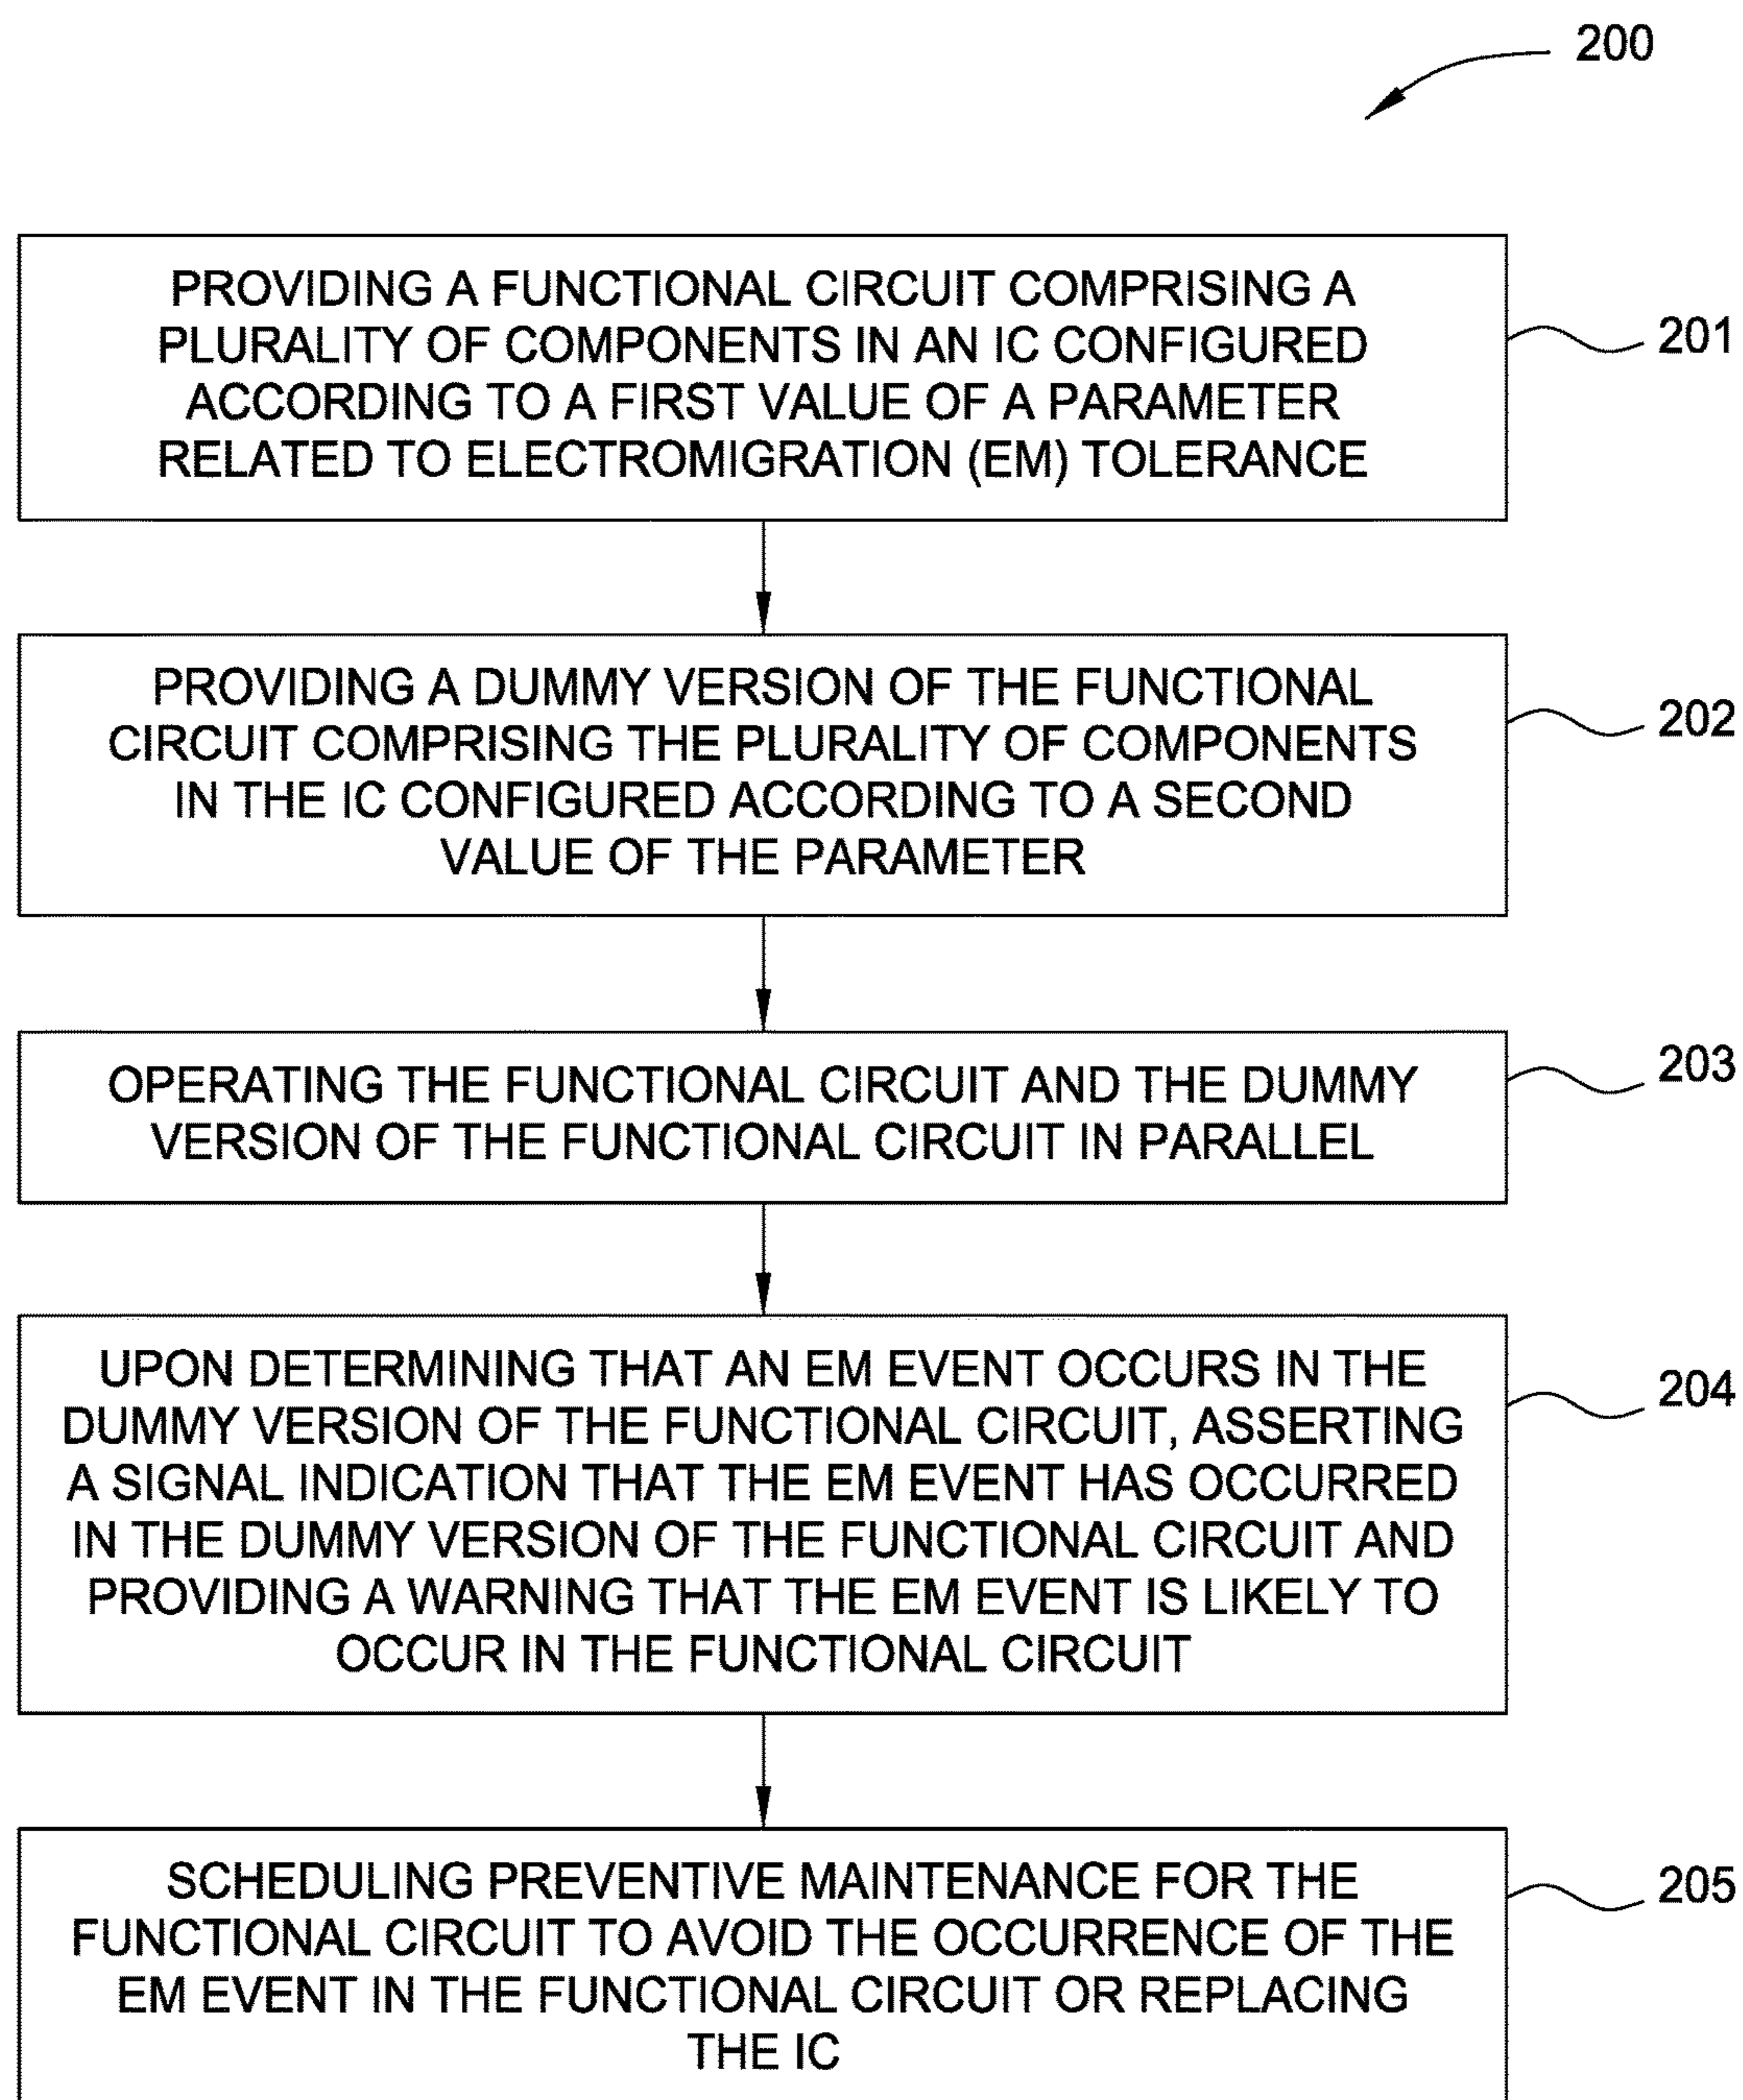 200
PROVIDING A FUNCTIONAL CIRCUIT COMPRISING A
PLURALITY OF COMPONENTS IN AN IC CONFIGURED
ACCORDING TO A FIRST VALUE OF A PARAMETER
RELATED TO ELECTROMIGRATION (EM) TOLERANCE
201
PROVIDING A DUMMY VERSION OF THE FUNCTIONAL
CIRCUIT COMPRISING THE PLURALITY OF COMPONENTS
IN THE IC CONFIGURED ACCORDING TO A SECOND
VALUE OF THE PARAMETER
202
OPERATING THE FUNCTIONAL CIRCUIT AND THE DUMMY
VERSION OF THE FUNCTIONAL CIRCUIT IN PARALLEL
203
UPON DETERMINING THAT AN EM EVENT OCCURS IN THE
DUMMY VERSION OF THE FUNCTIONAL CIRCUIT, ASSERTING
A SIGNAL INDICATION THAT THE EM EVENT HAS OCCURRED
IN THE DUMMY VERSION OF THE FUNCTIONAL CIRCUIT AND
PROVIDING A WARNING THAT THE EM EVENT IS LIKELY TO
OCCUR IN THE FUNCTIONAL CIRCUIT
204
SCHEDULING PREVENTIVE MAINTENANCE FOR THE
FUNCTIONAL CIRCUIT TO AVOID THE OCCURRENCE OF THE
EM EVENT IN THE FUNCTIONAL CIRCUIT OR REPLACING
THE IC
205